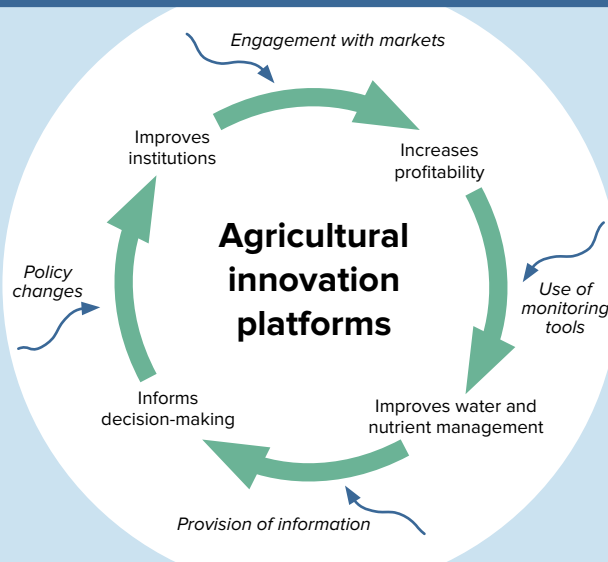 Engagement with markets
Improves
institutions
Increases
profitability
Agricultural
innovation
platforms
Policy
changes
Use of
monitoring
tools
Informs
decision-making
Improves water and
nutrient management
Provision of information